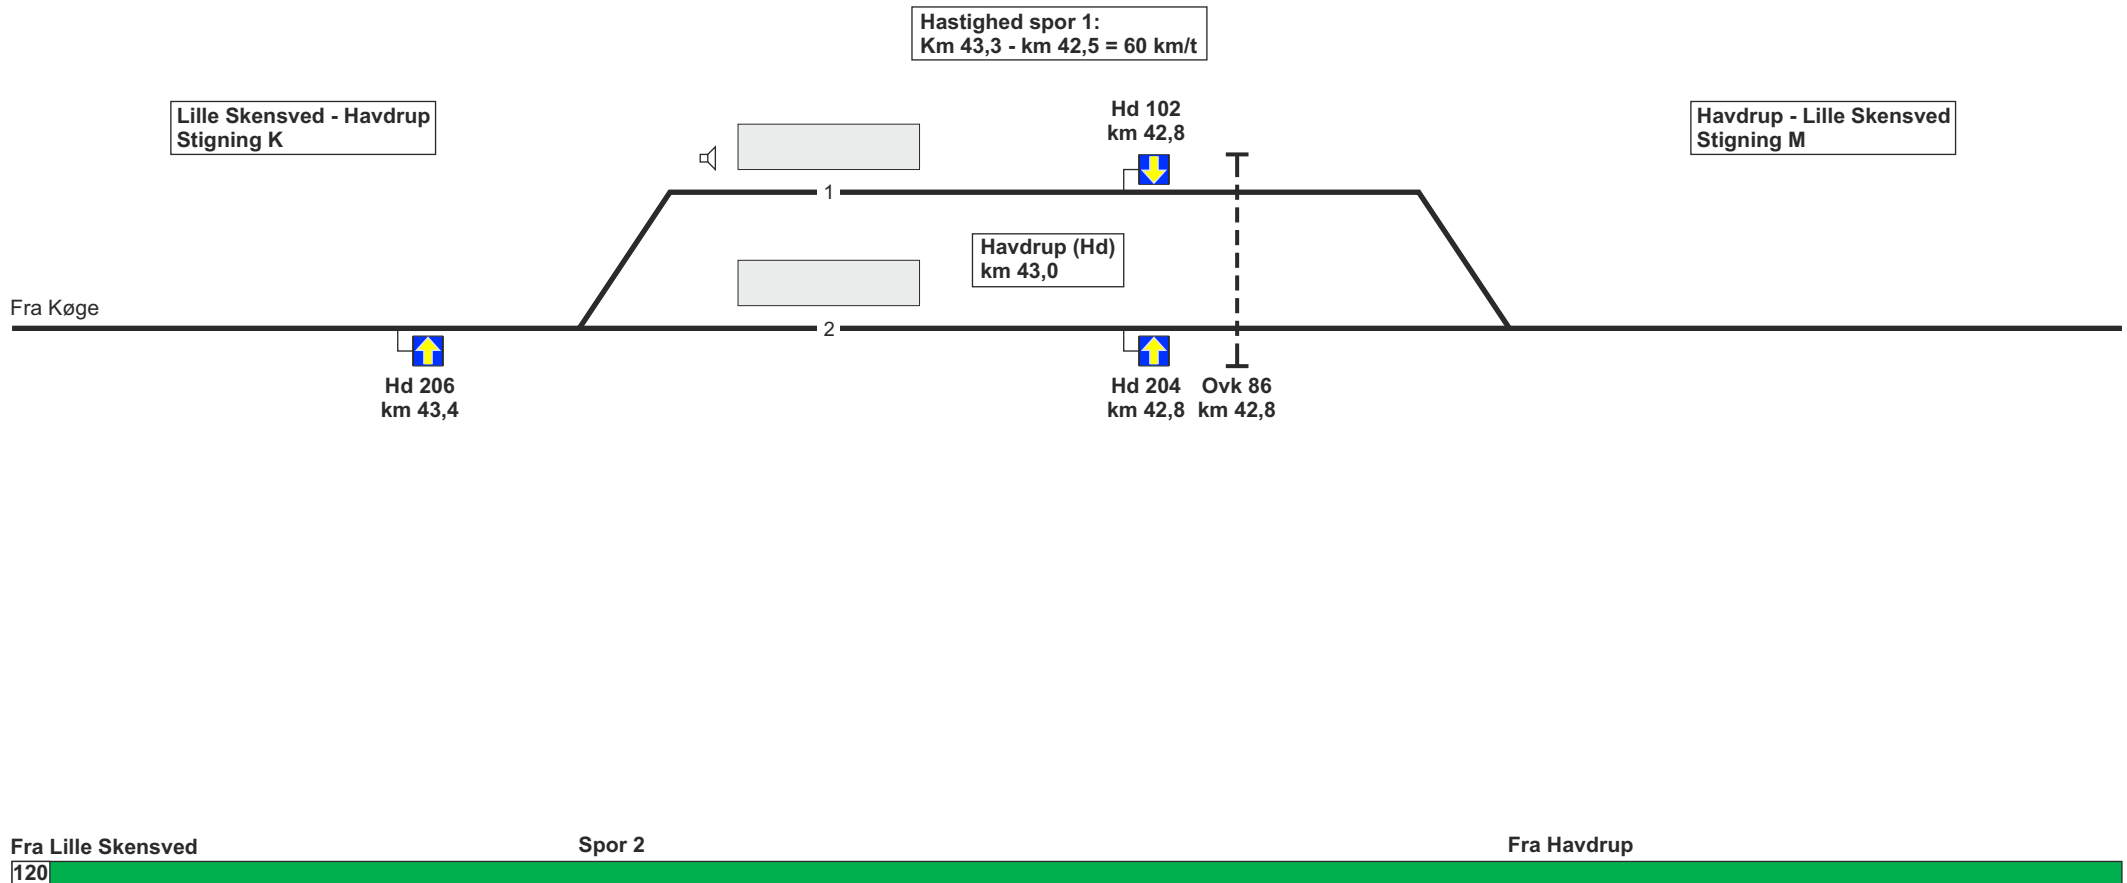 Hastighed spor 1:
Km 43,3 - km 42,5 = 60 km/t
Lille Skensved - Havdrup
Stigning K
Hd 102
km 42,8
Havdrup - Lille Skensved
Stigning M
1
Havdrup (Hd)
km 43,0
Fra Køge
2
Hd 206
km 43,4
Hd 204
km 42,8
Ovk 86
km 42,8
Fra Lille Skensved
Spor 2
Fra Havdrup
120